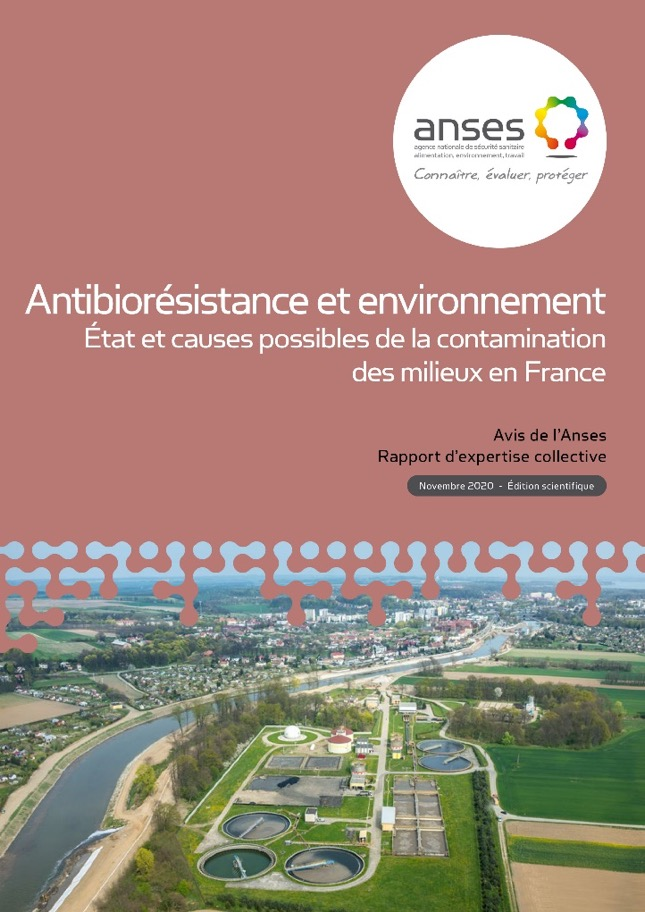 anses
agence nationale de sécurité sanitaire
alimentation, environnement, travail
Connaître, évaluer, protéger
Antibiorésistance et environnement
État et causes possibles de la contamination
des milieux en France
Avis de l'Anses
Rapport d'expertise collective
Novembre 2020 - Édition scientifique